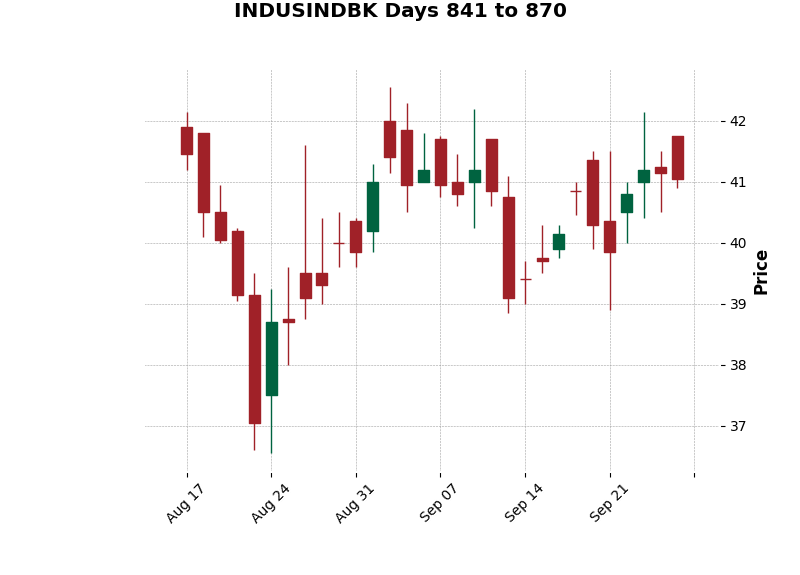 INDUSINDBK Days 841 to 870
42
41
40
39
38
37
Price
Aug 17
Aug 24
Aug 31
Sep 07
Sep 14
Sep 21